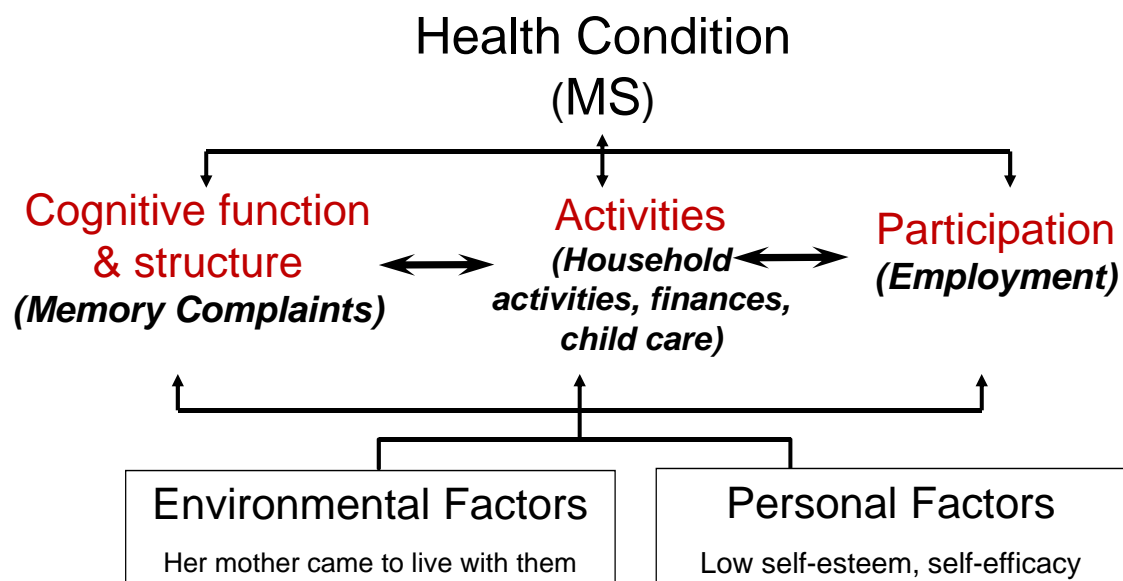 Health Condition
(MS)
Cognitive function
& structure
(Memory Complaints)
Activities
(Household
activities, finances,
child care)
Participation
(Employment)
Environmental Factors
Her mother came to live with them
Personal Factors
Low self-esteem, self-efficacy